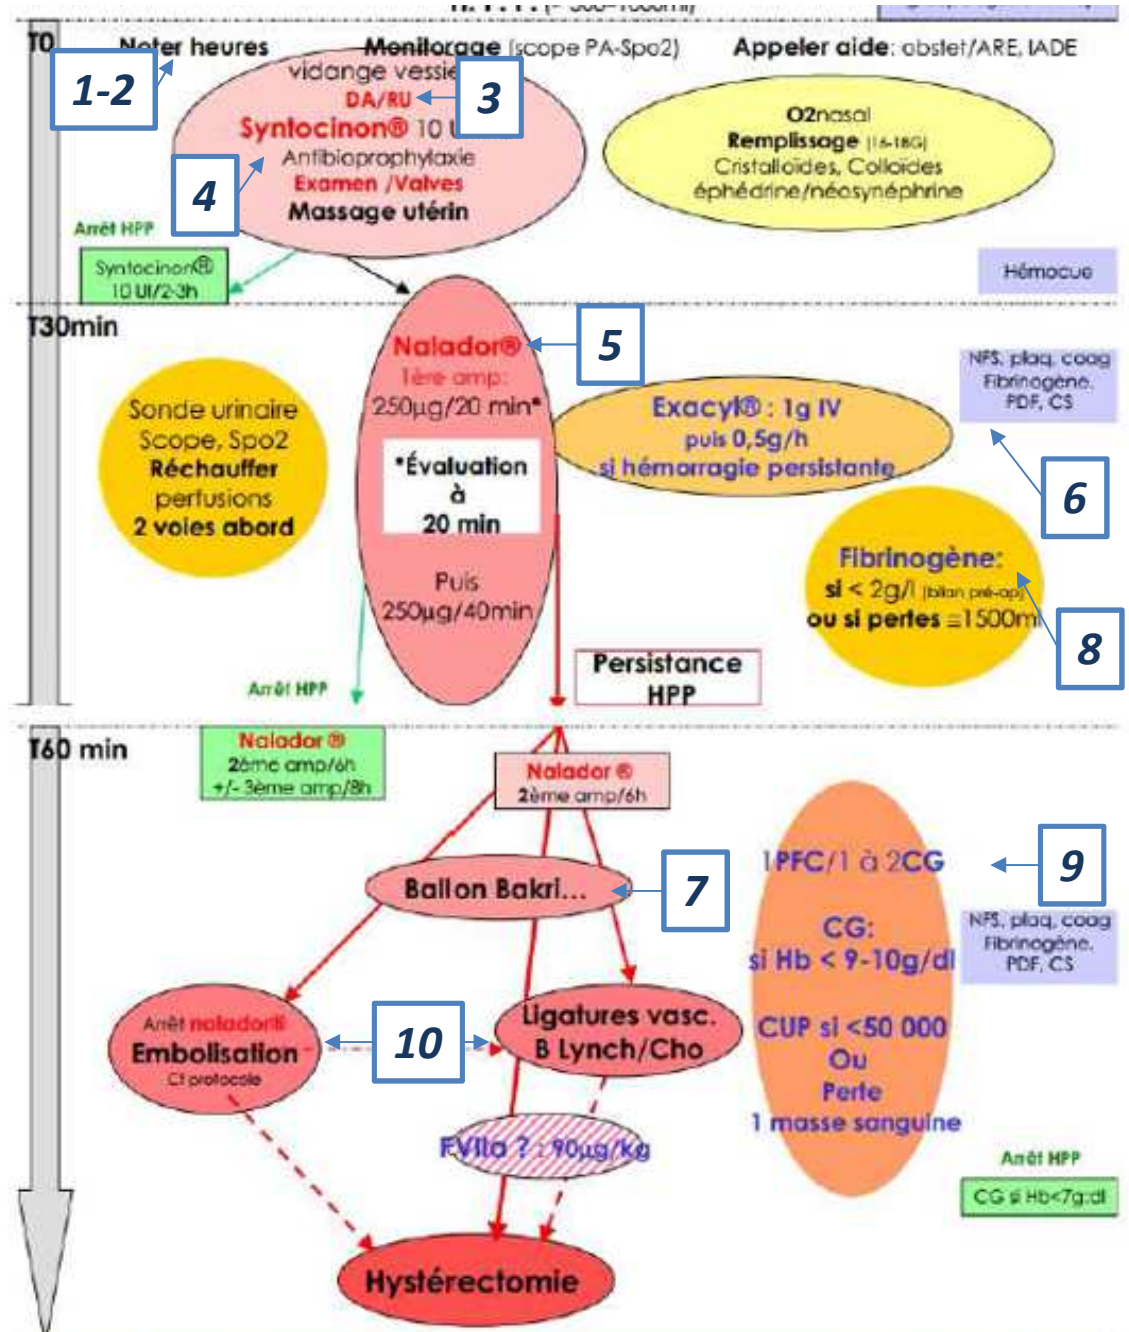 H. P. P. (= 500-1000ml)
T0
Noter heures
Monitorage (scope PA-Spo2)
Appeler aide: obstet/ARE, IADE
1-2
vidange vessie
DA/RU
3
Syntocinon® 10 U
Antibioprophylaxie
4
Examen /Valves
Massage utérin
O2nasal
Remplissage (16-18G)
Cristalloïdes, Colloïdes
éphédrine/néosynéphrine
Arrêt HPP
Syntocinon®
10 UI/2-3h
Hémocue
T30min
Nalador®
5
1ère amp:
250µg/20 min*
*Évaluation
à
20 min
Puis
250µg/40min
Sonde urinaire
Scope, Spo2
Réchauffer
perfusions
2 voies abord
Exacyl® : 1g IV
puis 0,5g/h
si hémorragie persistante
NFS, plaq, coag
Fibrinogène,
PDF, CS
6
Fibrinogène:
si < 2g/l (bilan pré-op)
ou si pertes ≅1500ml
8
Arrêt HPP
Persistance
HPP
T60 min
Nalador ®
2ème amp/6h
+/- 3ème amp/8h
Nalador ®
2ème amp/6h
Ballon Bakri...
7
1PFC/1 à 2CG
9
CG:
si Hb < 9-10g/dl
CUP si <50 000
Ou
Perte
1 masse sanguine
NFS, plaq, coag
Fibrinogène,
PDF, CS
Arrêt nalador®
Embolisation
Cf protocole
10
Ligatures vasc.
B Lynch/Cho
FVIIa ? : 90µg/kg
Arrêt HPP
CG si Hb<7g:dl
Hystérectomie